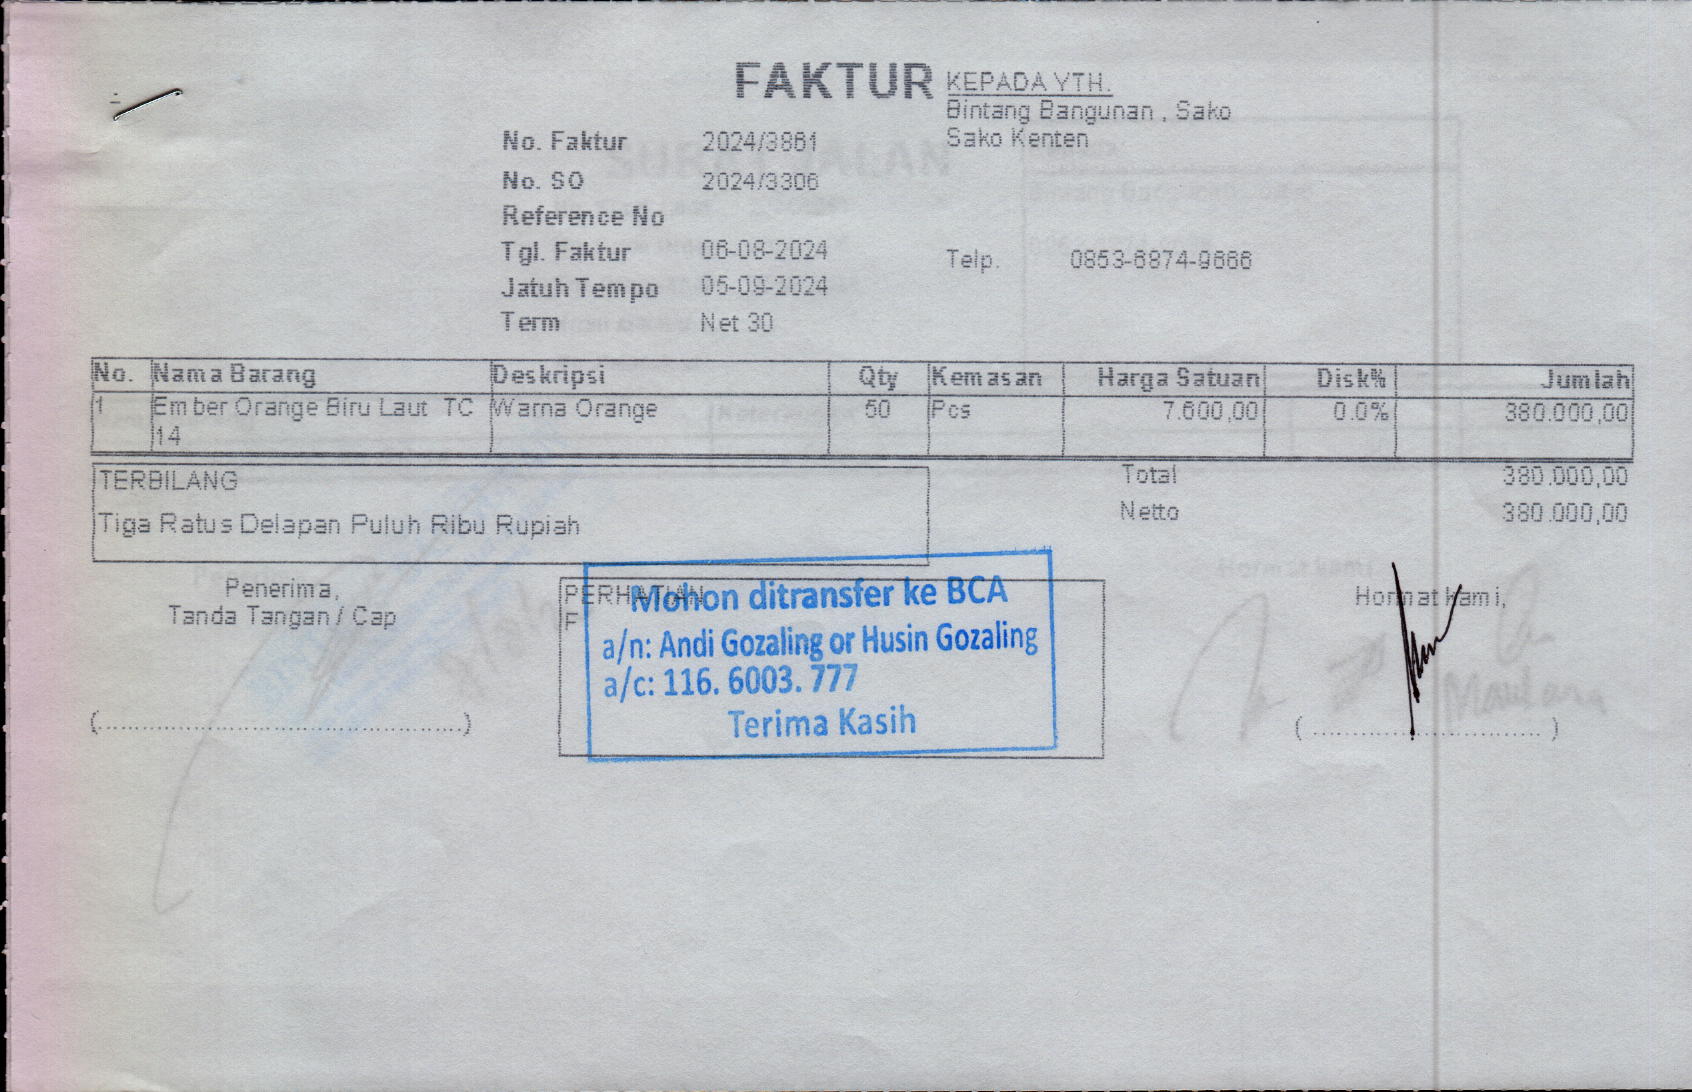 FAKTUR
KEPADA YTH.
Bintang Bangunan , Sako
Sako Kenten
No. Faktur 2024/3861
No. SO 2024/3306
Reference No
Tgl. Faktur 06-08-2024
Telp. 0853-6874-9666
Jatuh Tempo 05-09-2024
Term Net 30
No. Nama Barang Deskripsi Qty Kemasan Harga Satuan Disk% Jumlah
1 Ember Orange Biru Laut TC Warna Orange 50 Pcs 7.600,00 0.0% 380.000,00
14
TERBILANG
Total 380.000,00
Tiga Ratus Delapan Puluh Ribu Rupiah
Netto 380.000,00
Penerima,
Tanda Tangan / Cap
PERHATIAN
F
Mohon ditransfer ke BCA
a/n: Andi Gozaling or Husin Gozaling
a/c: 116. 6003. 777
Terima Kasih
Hormat kami,
(..............................................)
( ............................. )
Maulana